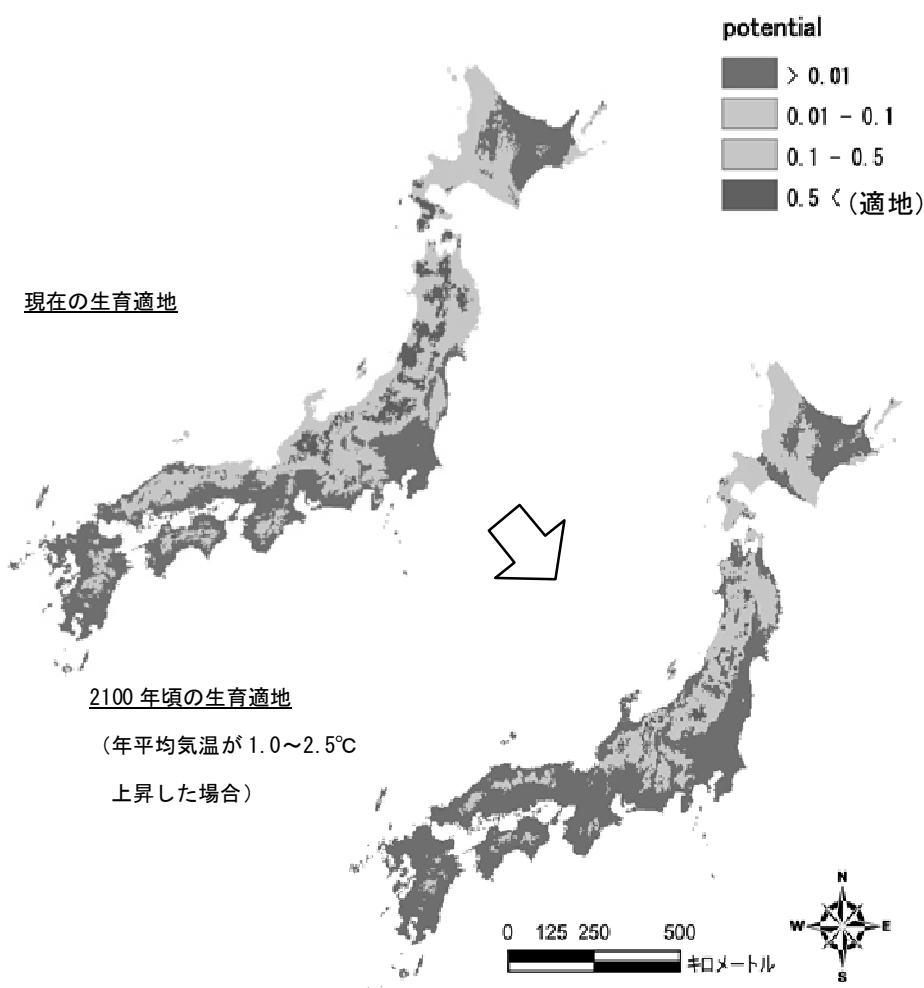 potential
> 0.01
0.01 - 0.1
0.1 - 0.5
0.5 < (適地)
現在の生育適地
2100 年頃の生育適地
(年平均気温が 1.0~2.5℃
上昇した場合)
N
W E
S
0 125 250 500
キロメートル